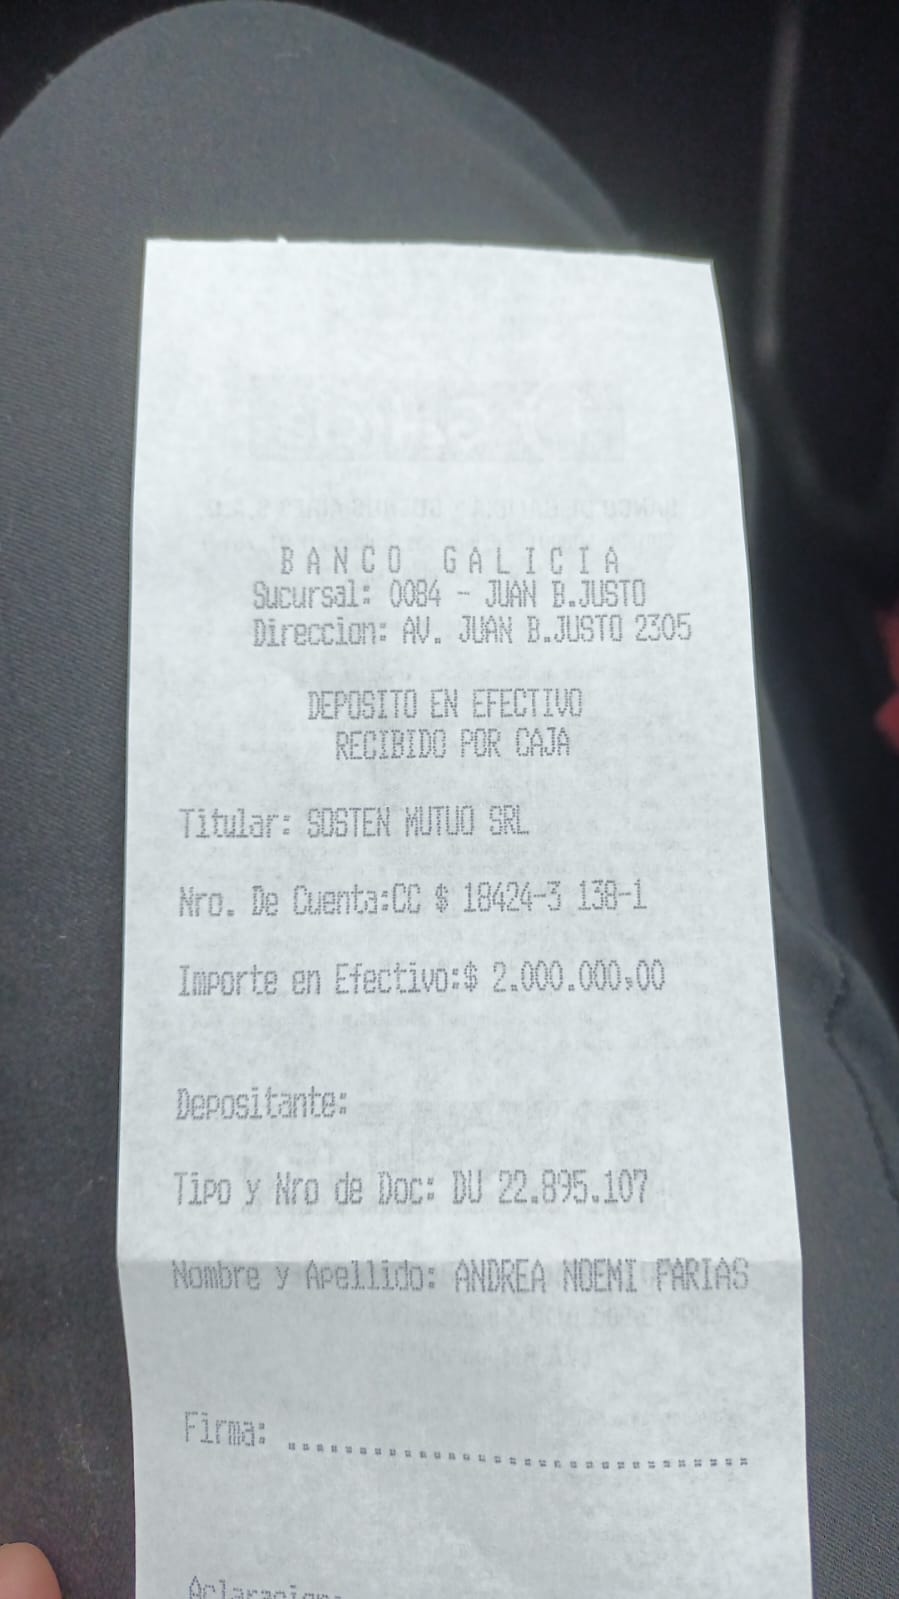 BANCO GALICIA
Sucursal: 0084 - JUAN B.JUSTO
Direccion: AV. JUAN B.JUSTO 2305
DEPOSITO EN EFECTIVO
RECIBIDO POR CAJA
Titular: SOSTEN MUTUO SRL
Nro. De Cuenta:CC $ 18424-3 138-1
Importe en Efectivo:$ 2.000.000,00
Depositante:
Tipo y Nro de Doc: DU 22.895.107
Nombre y Apellido: ANDREA NOEMI FARIAS
Firma: ................................
Aclaracion: